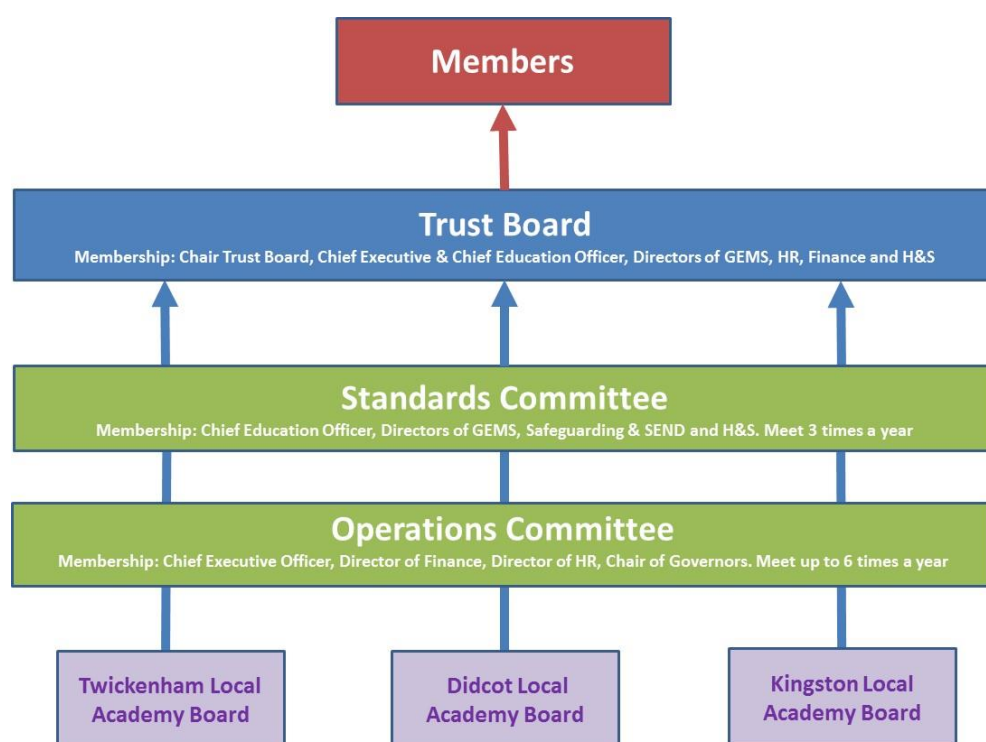 Members
Trust Board
Membership: Chair Trust Board, Chief Executive & Chief Education Officer, Directors of GEMS, HR, Finance and H&S
Standards Committee
Membership: Chief Education Officer, Directors of GEMS, Safeguarding & SEND and H&S. Meet 3 times a year
Operations Committee
Membership: Chief Executive Officer, Director of Finance, Director of HR, Chair of Governors. Meet up to 6 times a year
Twickenham Local
Academy Board
Didcot Local
Academy Board
Kingston Local
Academy Board